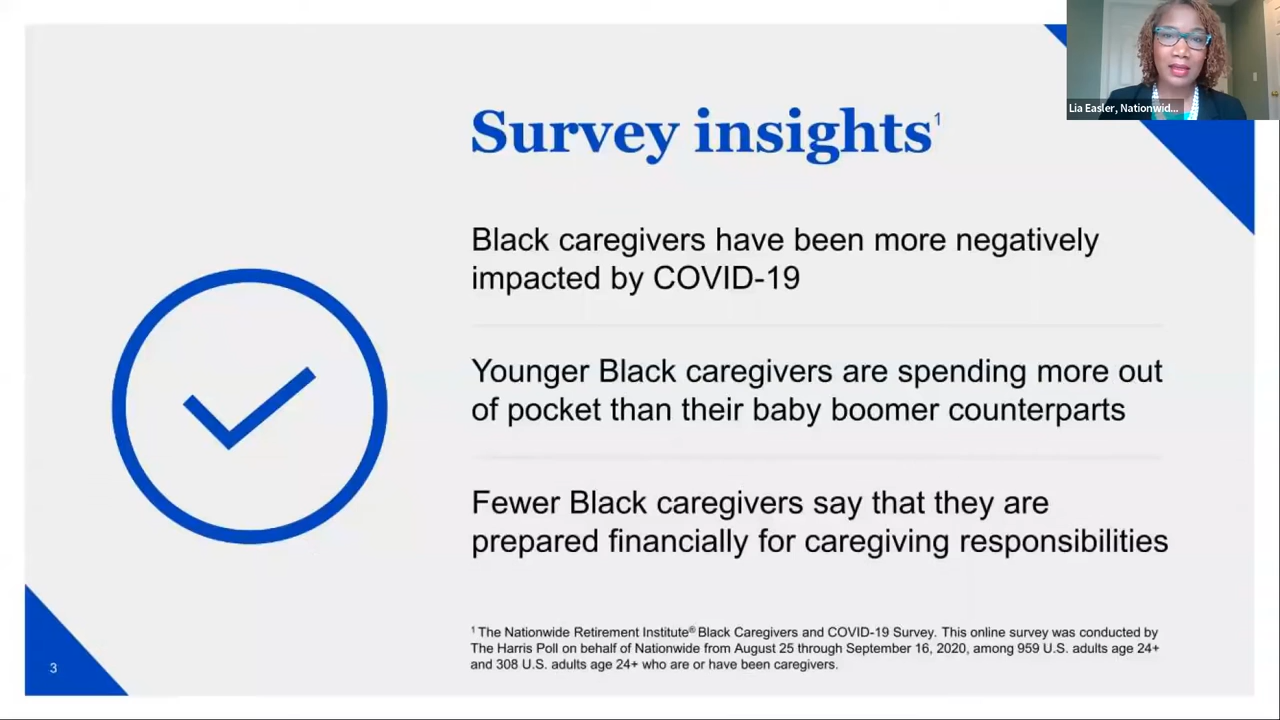 Lia Easler, Nationwid...
Survey insights¹
Black caregivers have been more negatively
impacted by COVID-19
Younger Black caregivers are spending more out
of pocket than their baby boomer counterparts
Fewer Black caregivers say that they are
prepared financially for caregiving responsibilities
¹ The Nationwide Retirement Institute® Black Caregivers and COVID-19 Survey. This online survey was conducted by
The Harris Poll on behalf of Nationwide from August 25 through September 16, 2020, among 959 U.S. adults age 24+
and 308 U.S. adults age 24+ who are or have been caregivers.
3